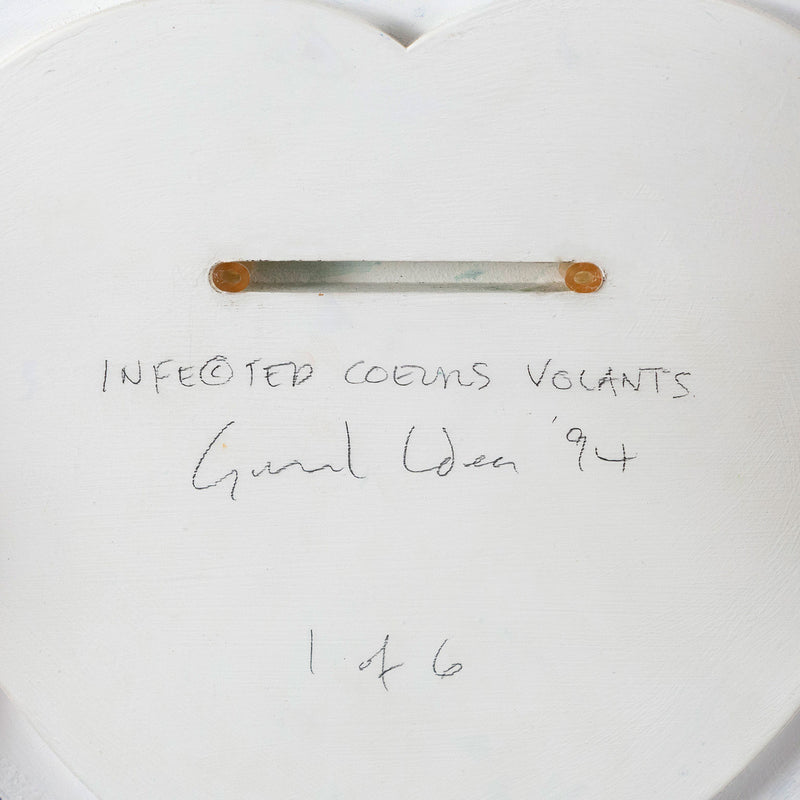 INFE©TED COEURS VOLANTS
'94
1 of 6